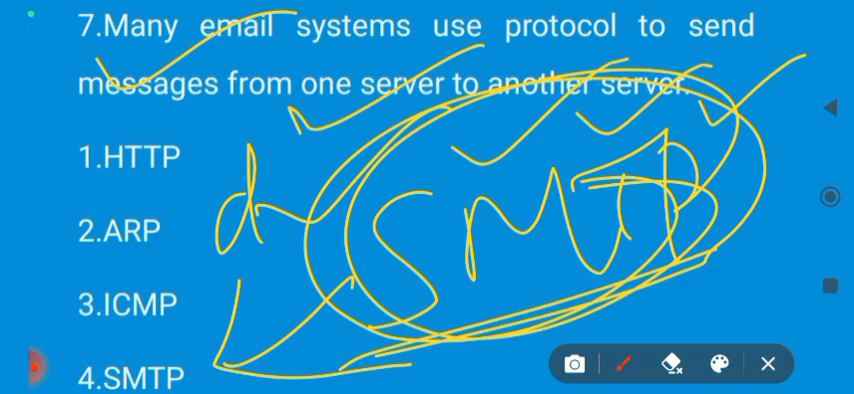 7.Many email systems use protocol to send
messages from one server to another server.
1.HTTP
SMTP
2.ARP
3.ICMP
4.SMTP